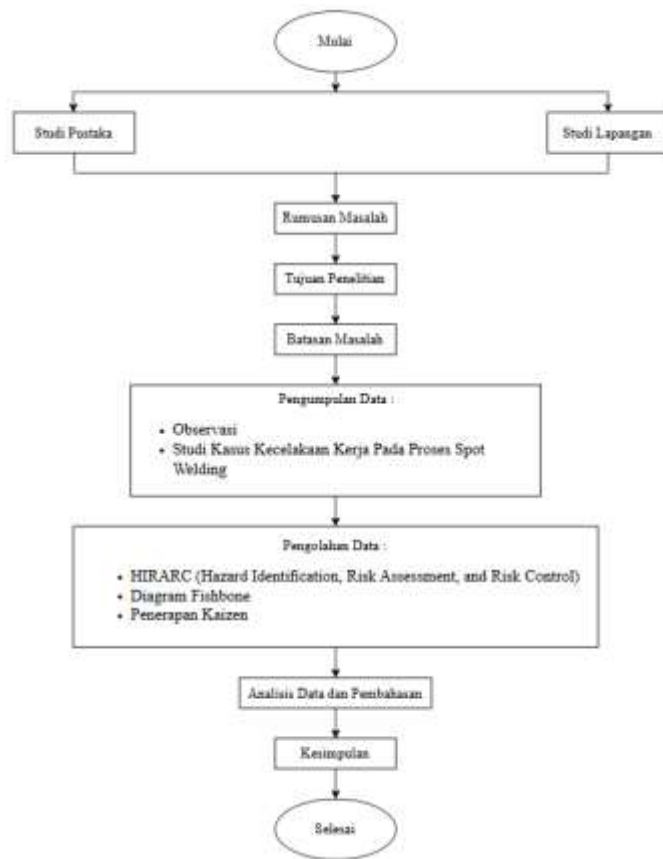 Mulai
Studi Pustaka
Studi Lapangan
Rumusan Masalah
Tujuan Penelitian
Batasan Masalah
Pengumpulan Data :
• Observasi
• Studi Kasus Kecelakaan Kerja Pada Proses Spot
Welding
Pengolahan Data :
• HIRARC (Hazard Identification, Risk Assessment, and Risk Control)
• Diagram Fishbone
• Penerapan Kaizen
Analisis Data dan Pembahasan
Kesimpulan
Selesai